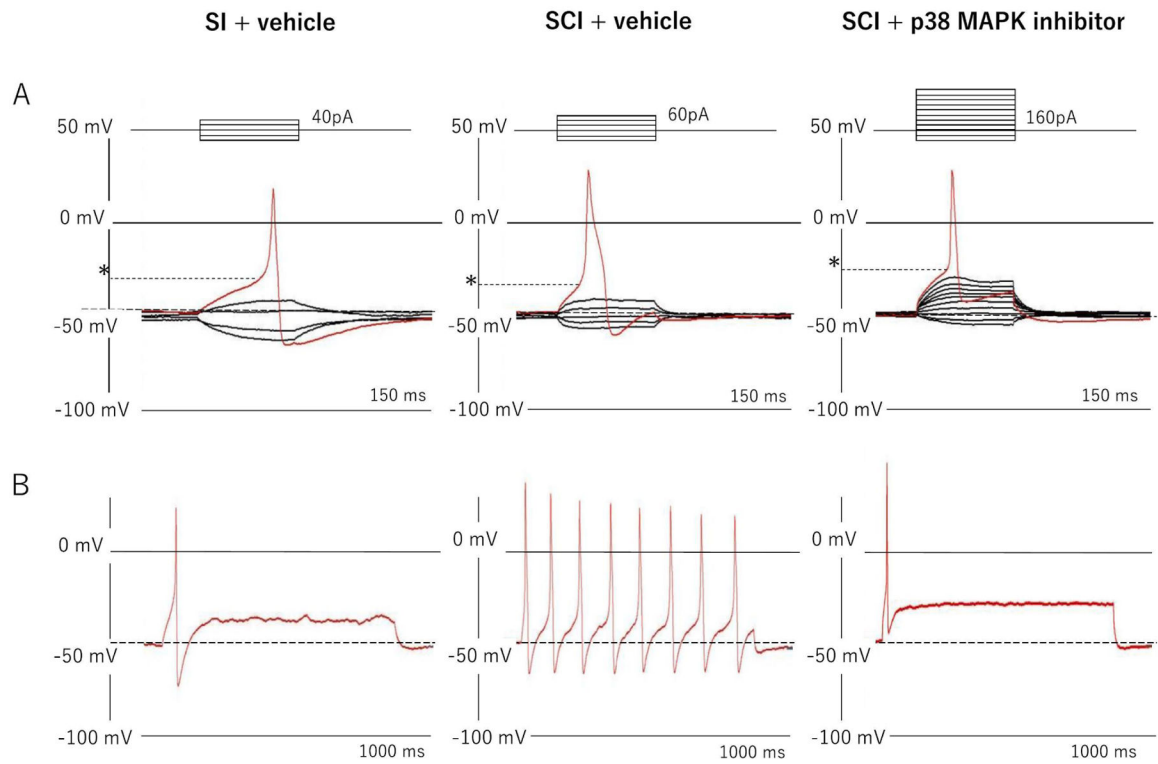 SI + vehicle SCI + vehicle SCI + p38 MAPK inhibitor
A
40pA 60pA 160pA
50 mV 50 mV 50 mV
0 mV 0 mV 0 mV
* * *
-50 mV -50 mV -50 mV
150 ms 150 ms 150 ms
-100 mV -100 mV -100 mV
B
0 mV 0 mV 0 mV
-50 mV -50 mV -50 mV
-100 mV -100 mV -100 mV
1000 ms 1000 ms 1000 ms